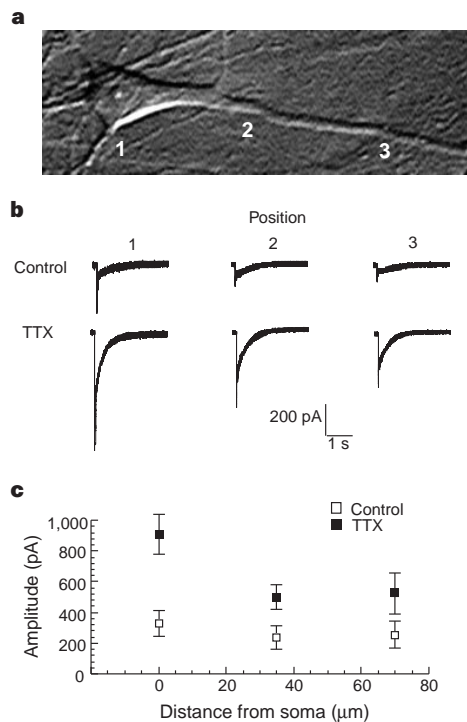 a
1
2
3
b
Position
1 2 3
Control
TTX
200 pA
1 s
c
Control
TTX
1,000
800
600
400
200
0
Amplitude (pA)
0 20 40 60 80
Distance from soma (μm)